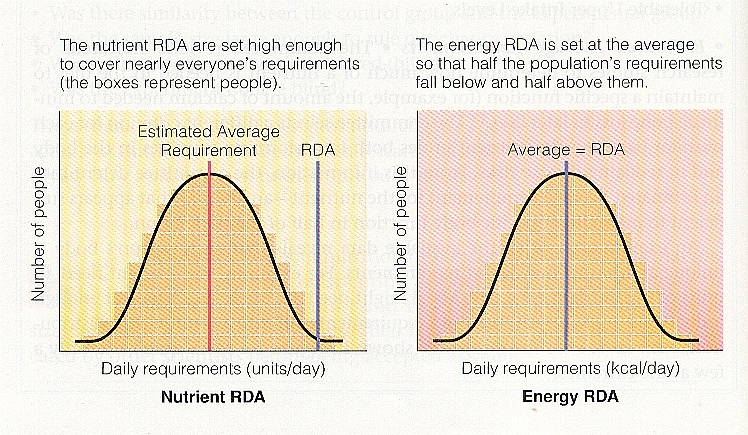 The nutrient RDA are set high enough
to cover nearly everyone's requirements
(the boxes represent people).
Estimated Average
Requirement
RDA
Number of people
Daily requirements (units/day)
Nutrient RDA
The energy RDA is set at the average
so that half the population's requirements
fall below and half above them.
Average = RDA
Number of people
Daily requirements (kcal/day)
Energy RDA